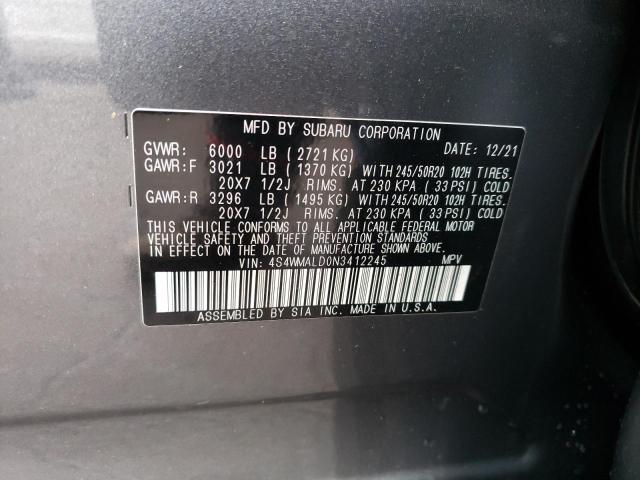 MFD BY SUBARU CORPORATION DATE: 12/21
GVWR: 6000 LB ( 2721 KG)
GAWR: F 3021 LB ( 1370 KG) WITH 245/50R20 102H TIRES.
20X7 1/2J RIMS. AT 230 KPA ( 33 PSI) COLD
GAWR: R 3296 LB ( 1495 KG) WITH 245/50R20 102H TIRES.
20X7 1/2J RIMS. AT 230 KPA ( 33 PSI) COLD
THIS VEHICLE CONFORMS TO ALL APPLICABLE FEDERAL MOTOR
VEHICLE SAFETY AND THEFT PREVENTION STANDARDS
IN EFFECT ON THE DATE OF MANUFACTURE SHOWN ABOVE.
VIN: 4S4WMALD0N3412245 MPV
ASSEMBLED BY SIA INC. MADE IN U.S.A.